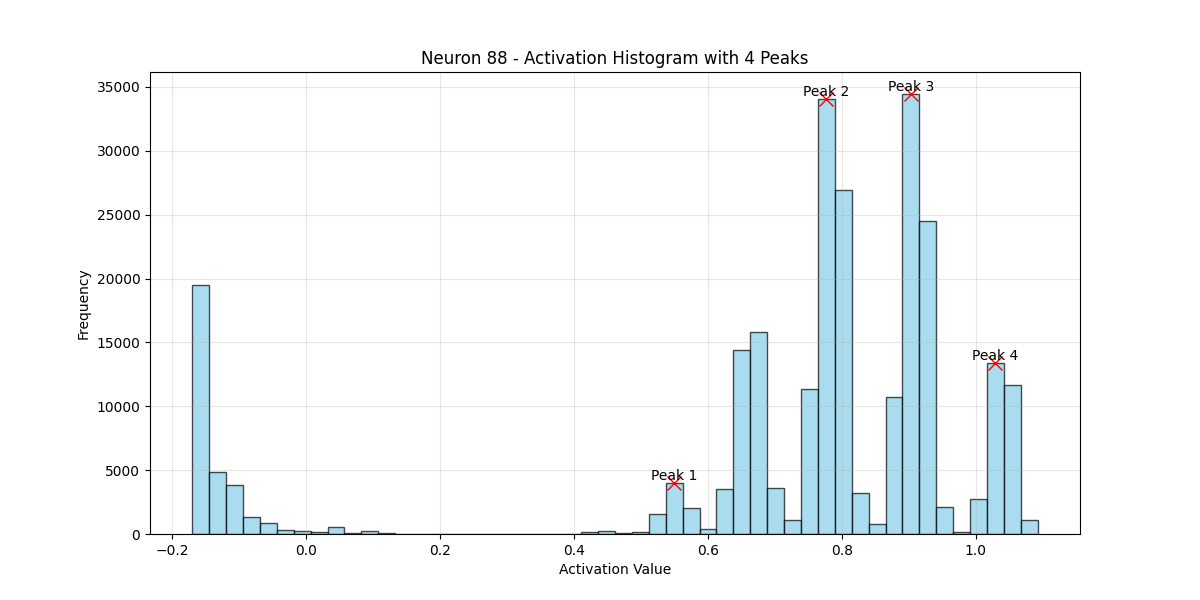 Neuron 88 - Activation Histogram with 4 Peaks
35000
30000
25000
20000
15000
10000
5000
0
Frequency
Peak 1
Peak 2
Peak 3
Peak 4
−0.2
0.0
0.2
0.4
0.6
0.8
1.0
Activation Value